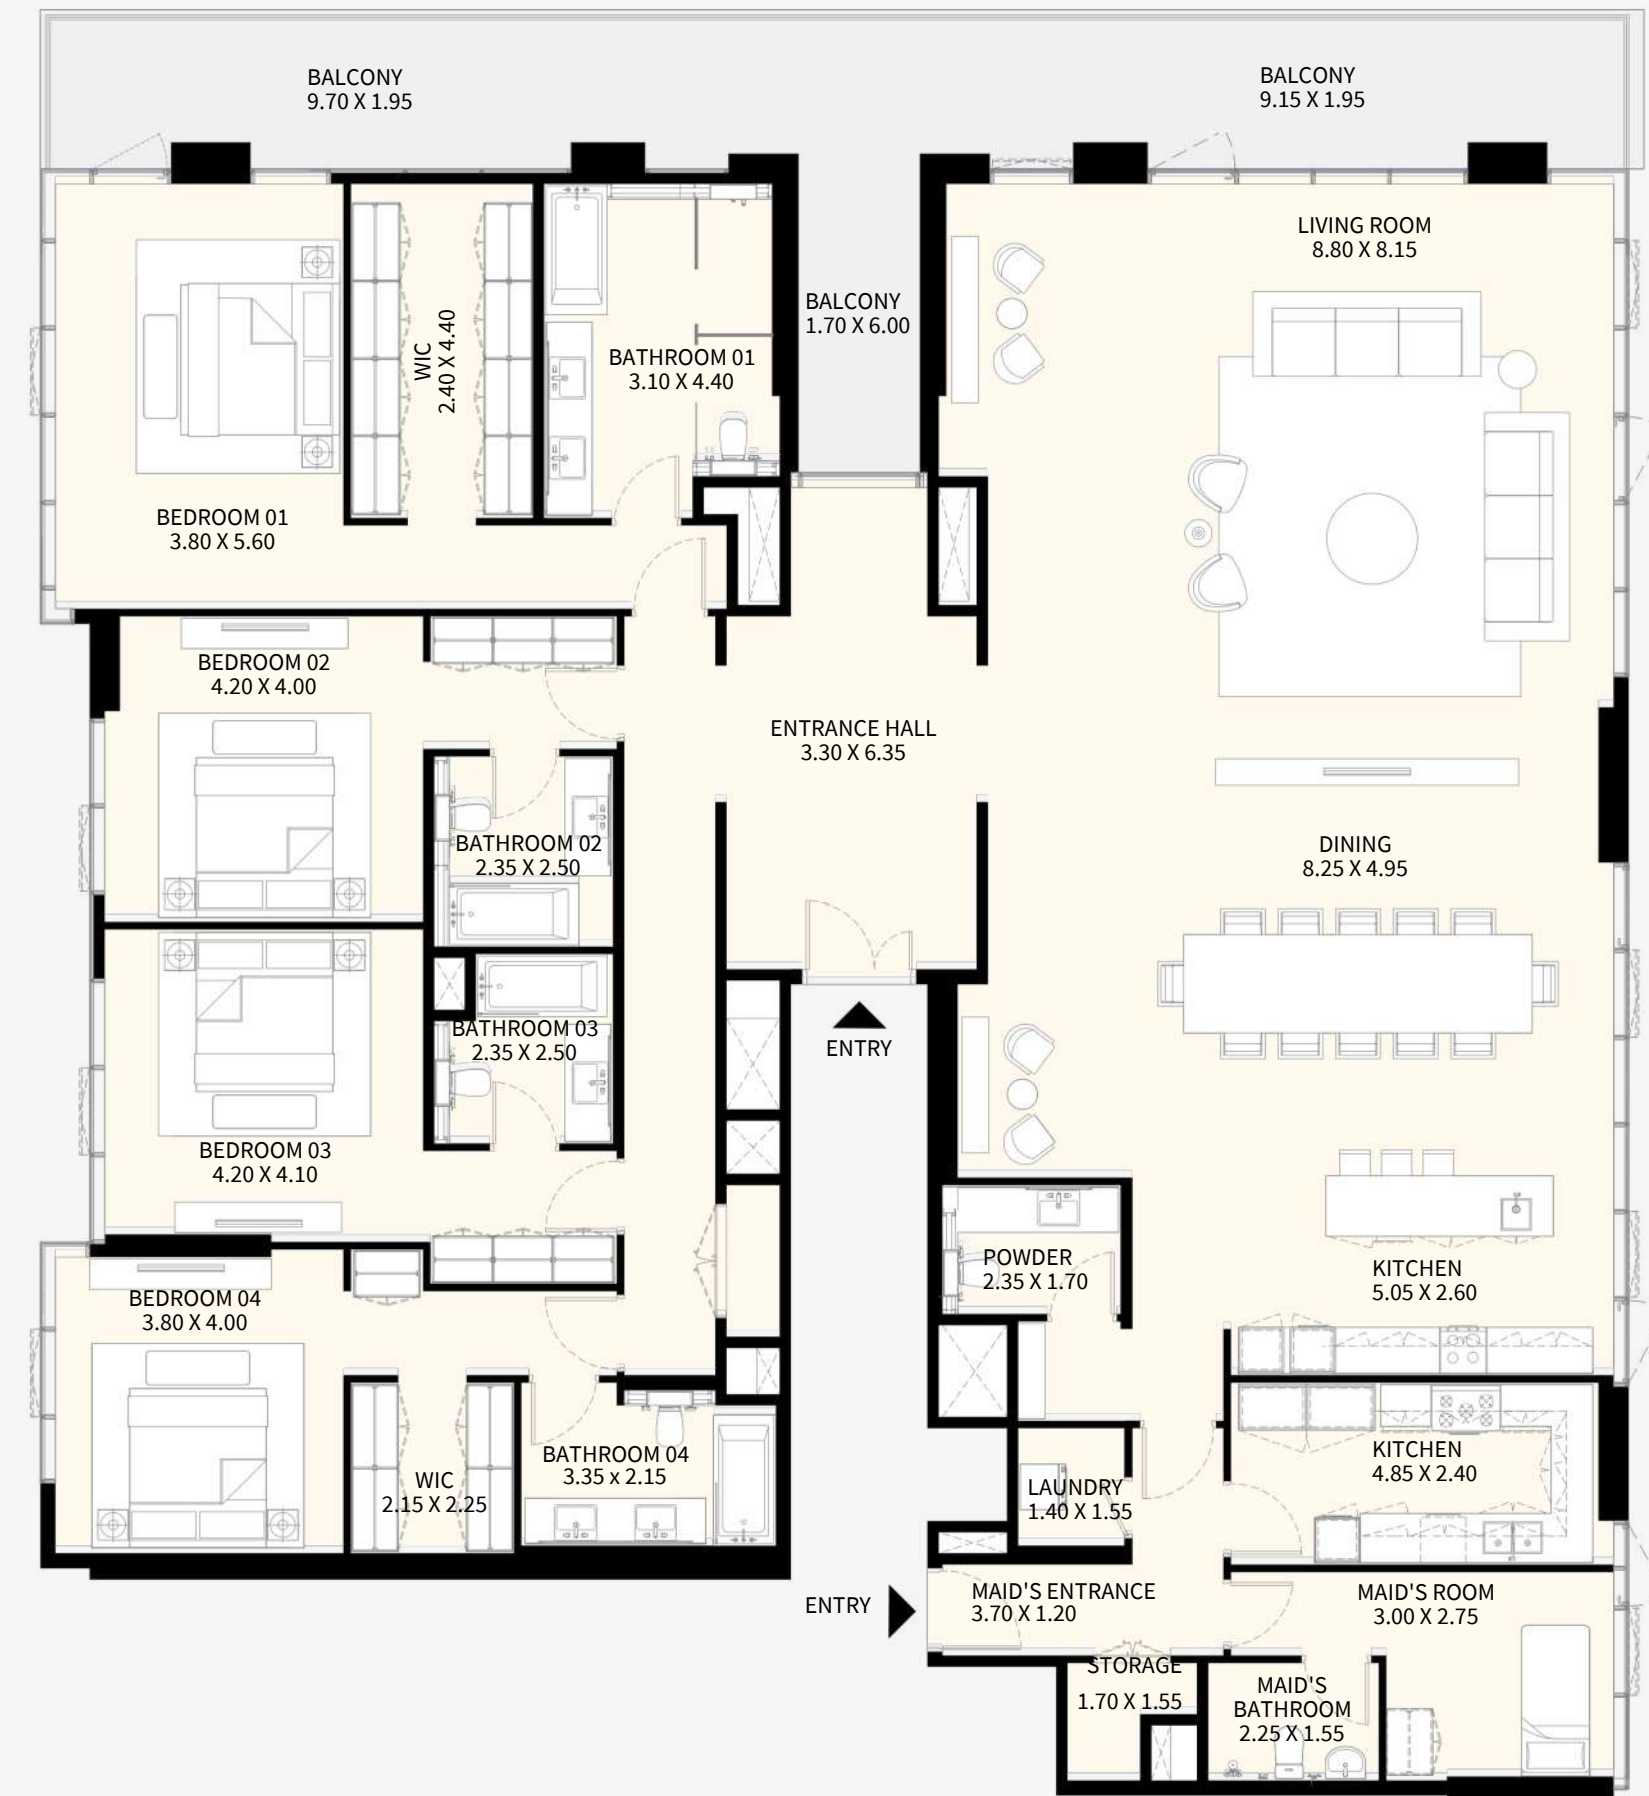 BALCONY
9.70 X 1.95
BALCONY
9.15 X 1.95
LIVING ROOM
8.80 X 8.15
BALCONY
1.70 X 6.00
WIC
2.40 X 4.40
BATHROOM 01
3.10 X 4.40
BEDROOM 01
3.80 X 5.60
BEDROOM 02
4.20 X 4.00
ENTRANCE HALL
3.30 X 6.35
BATHROOM 02
2.35 X 2.50
DINING
8.25 X 4.95
BATHROOM 03
2.35 X 2.50
ENTRY
BEDROOM 03
4.20 X 4.10
POWDER
2.35 X 1.70
KITCHEN
5.05 X 2.60
BEDROOM 04
3.80 X 4.00
BATHROOM 04
3.35 x 2.15
WIC
2.15 X 2.25
KITCHEN
4.85 X 2.40
LAUNDRY
1.40 X 1.55
ENTRY
MAID'S ENTRANCE
3.70 X 1.20
MAID'S ROOM
3.00 X 2.75
STORAGE
1.70 X 1.55
MAID'S
BATHROOM
2.25 X 1.55